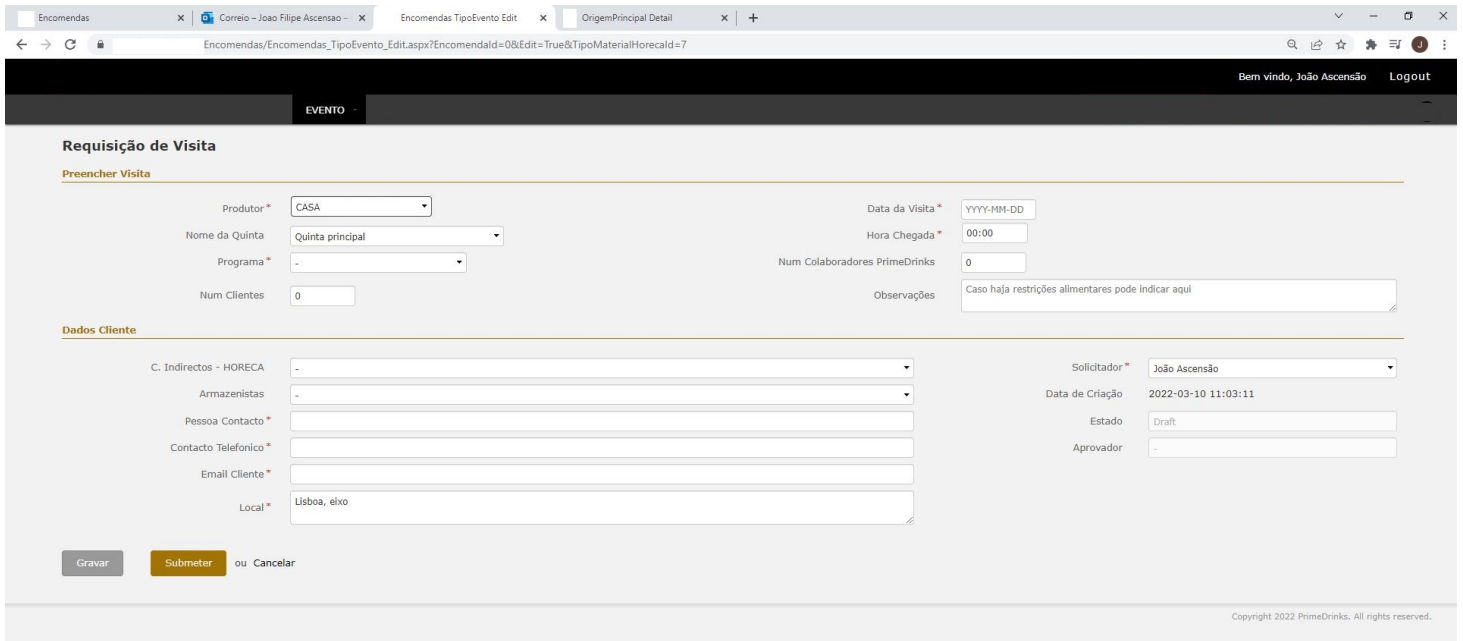 Encomendas
Correio – Joao Filipe Ascensao –
Encomendas TipoEvento Edit
OrigemPrincipal Detail
Encomendas/Encomendas_TipoEvento_Edit.aspx?EncomendaId=0&Edit=True&TipoMaterialHorecaId=7
J
Bem vindo, João Ascensão Logout
EVENTO
Requisição de Visita
Preencher Visita
Produtor* CASA Data da Visita* YYYY-MM-DD
Nome da Quinta Quinta principal Hora Chegada* 00:00
Programa* - Num Colaboradores PrimeDrinks 0
Num Clientes 0 Observações Caso haja restrições alimentares pode indicar aqui
Dados Cliente
C. Indirectos - HORECA - Solicitador* João Ascensão
Armazenistas - Data de Criação 2022-03-10 11:03:11
Pessoa Contacto* Estado Draft
Contacto Telefonico* Aprovador -
Email Cliente*
Local* Lisboa, eixo
Gravar Submeter ou Cancelar
Copyright 2022 PrimeDrinks. All rights reserved.